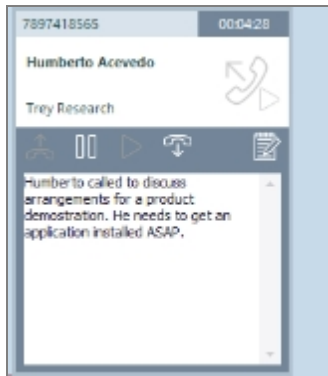 7897418565 00:04:28
Humberto Acevedo
Trey Research
Humberto called to discuss
arrangements for a product
demostration. He needs to get an
application installed ASAP.